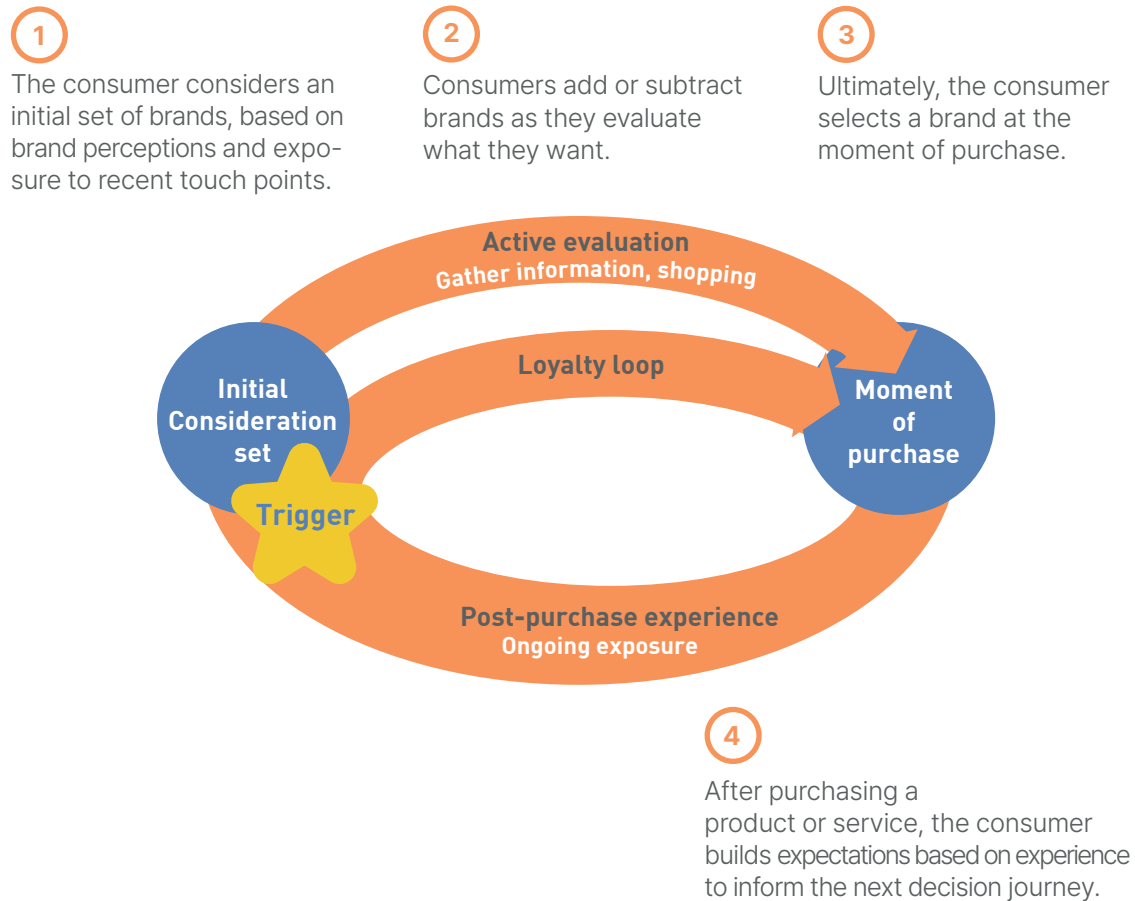 1
The consumer considers an
initial set of brands, based on
brand perceptions and expo-
sure to recent touch points.
2
Consumers add or subtract
brands as they evaluate
what they want.
3
Ultimately, the consumer
selects a brand at the
moment of purchase.
Active evaluation
Gather information, shopping
Loyalty loop
Initial
Consideration
set
Trigger
Moment
of
purchase
Post-purchase experience
Ongoing exposure
4
After purchasing a
product or service, the consumer
builds expectations based on experience
to inform the next decision journey.